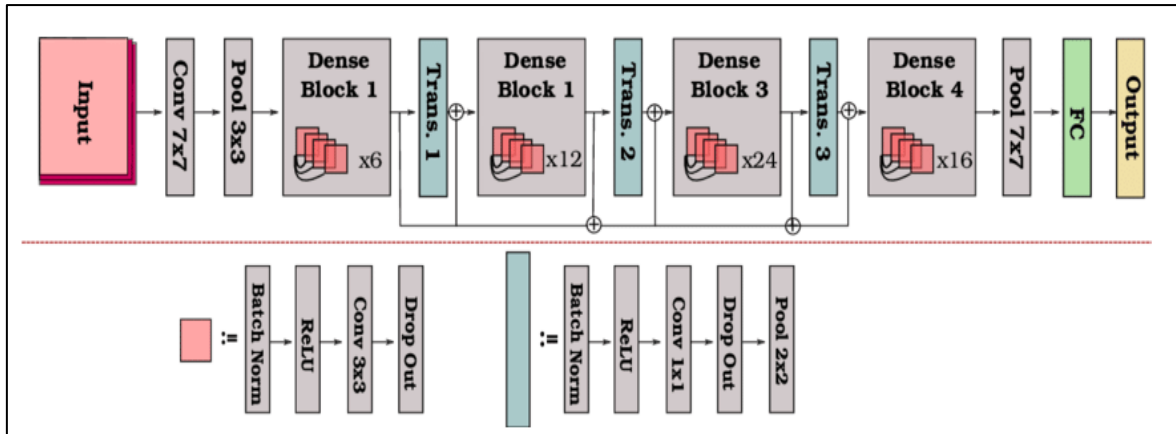 Input
Conv 7x7
Pool 3x3
Dense
Block 1
x6
Trans. 1
Dense
Block 1
x12
Trans. 2
Dense
Block 3
x24
Trans. 3
Dense
Block 4
x16
Pool 7x7
FC
Output
::=
Batch Norm
ReLU
Conv 3x3
Drop Out
::=
Batch Norm
ReLU
Conv 1x1
Drop Out
Pool 2x2